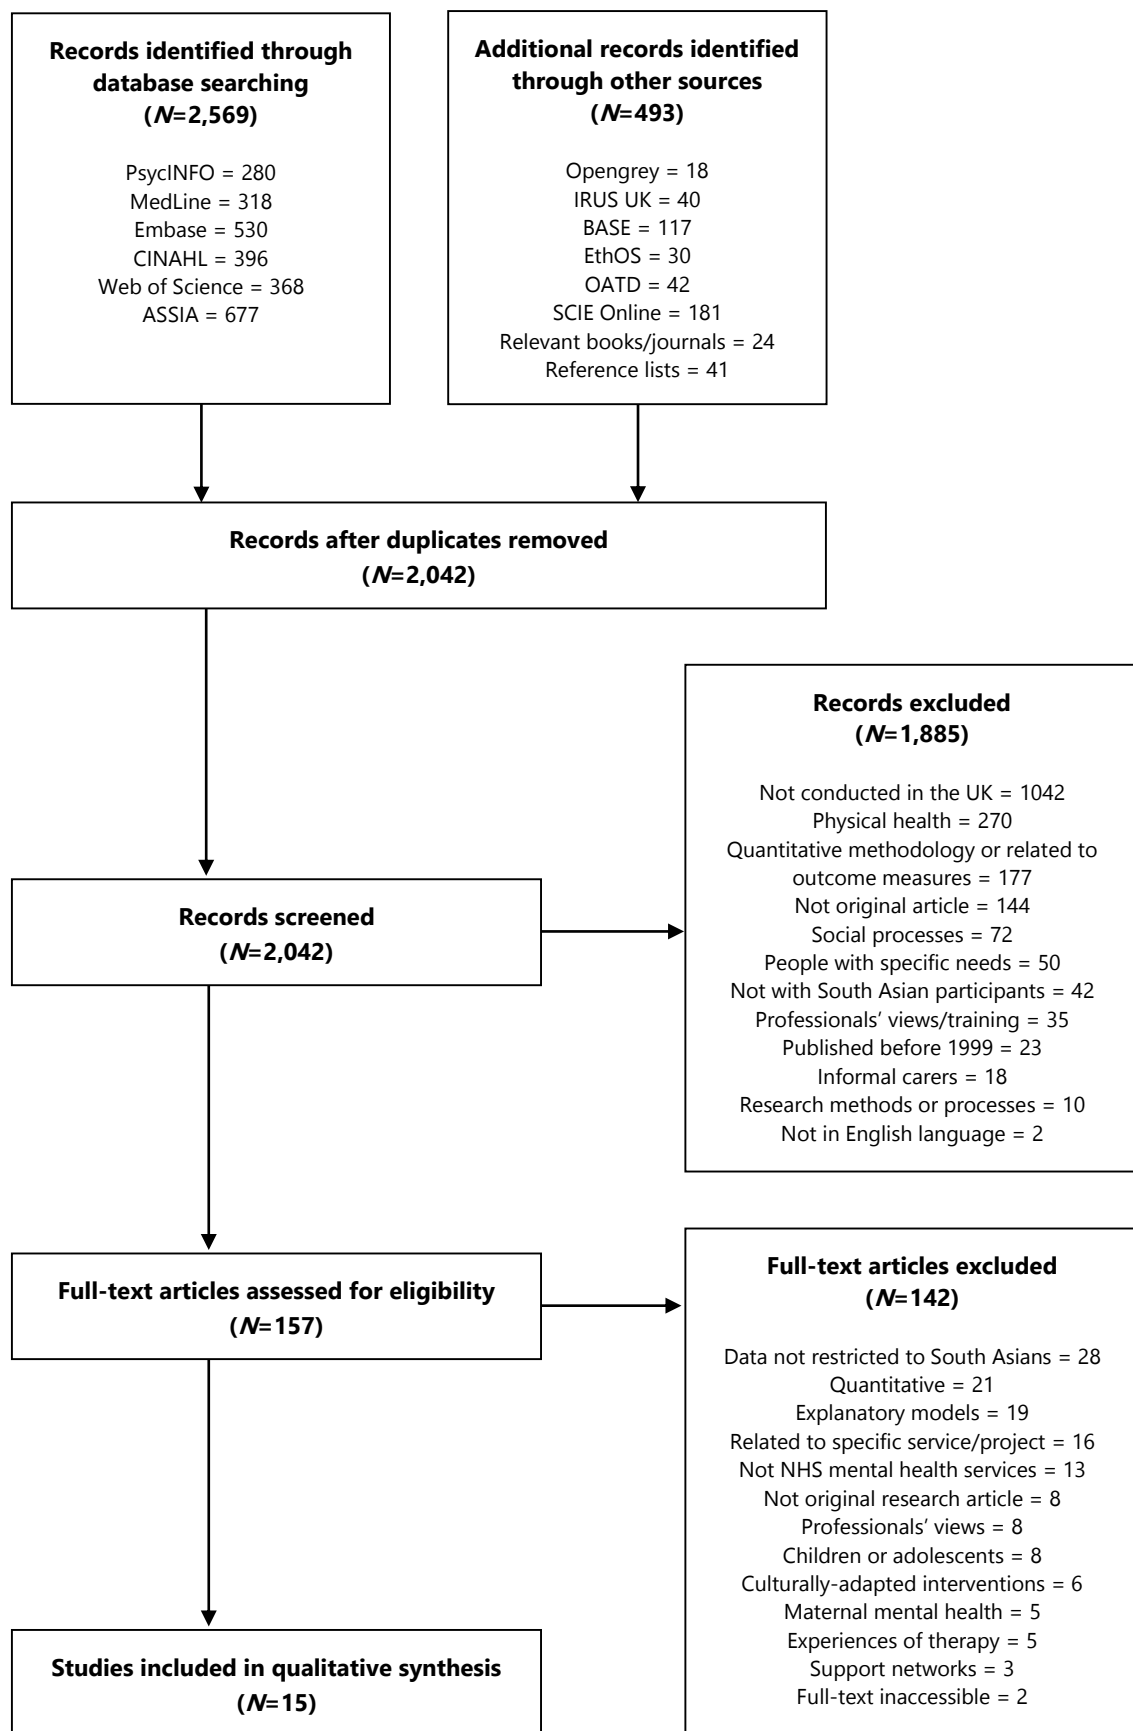 Records identified through
database searching
(N=2,569)
PsycINFO = 280
MedLine = 318
Embase = 530
CINAHL = 396
Web of Science = 368
ASSIA = 677
Additional records identified
through other sources
(N=493)
Opengrey = 18
IRUS UK = 40
BASE = 117
EthOS = 30
OATD = 42
SCIE Online = 181
Relevant books/journals = 24
Reference lists = 41
Records after duplicates removed
(N=2,042)
Records screened
(N=2,042)
Records excluded
(N=1,885)
Not conducted in the UK = 1042
Physical health = 270
Quantitative methodology or related to
outcome measures = 177
Not original article = 144
Social processes = 72
People with specific needs = 50
Not with South Asian participants = 42
Professionals’ views/training = 35
Published before 1999 = 23
Informal carers = 18
Research methods or processes = 10
Not in English language = 2
Full-text articles assessed for eligibility
(N=157)
Full-text articles excluded
(N=142)
Data not restricted to South Asians = 28
Quantitative = 21
Explanatory models = 19
Related to specific service/project = 16
Not NHS mental health services = 13
Not original research article = 8
Professionals’ views = 8
Children or adolescents = 8
Culturally-adapted interventions = 6
Maternal mental health = 5
Experiences of therapy = 5
Support networks = 3
Full-text inaccessible = 2
Studies included in qualitative synthesis
(N=15)